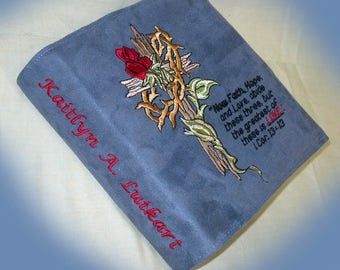 Kaitlyn A. Lutkart
"Now Faith, Hope,
and Love, abide
these three, but
the greatest of
these is LOVE"
1 Cor. 13:13